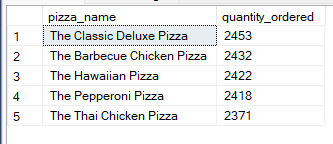 pizza_name quantity_ordered
1 The Classic Deluxe Pizza 2453
2 The Barbecue Chicken Pizza 2432
3 The Hawaiian Pizza 2422
4 The Pepperoni Pizza 2418
5 The Thai Chicken Pizza 2371